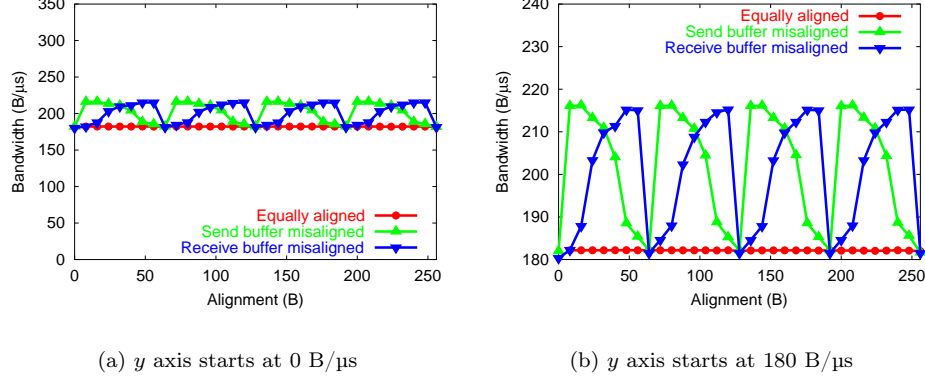 350
300
250
200
150
100
50
0
Bandwidth (B/µs)
Equally aligned
Send buffer misaligned
Receive buffer misaligned
0 50 100 150 200 250
Alignment (B)
(a) y axis starts at 0 B/µs
240
230
220
210
200
190
180
Bandwidth (B/µs)
Equally aligned
Send buffer misaligned
Receive buffer misaligned
0 50 100 150 200 250
Alignment (B)
(b) y axis starts at 180 B/µs